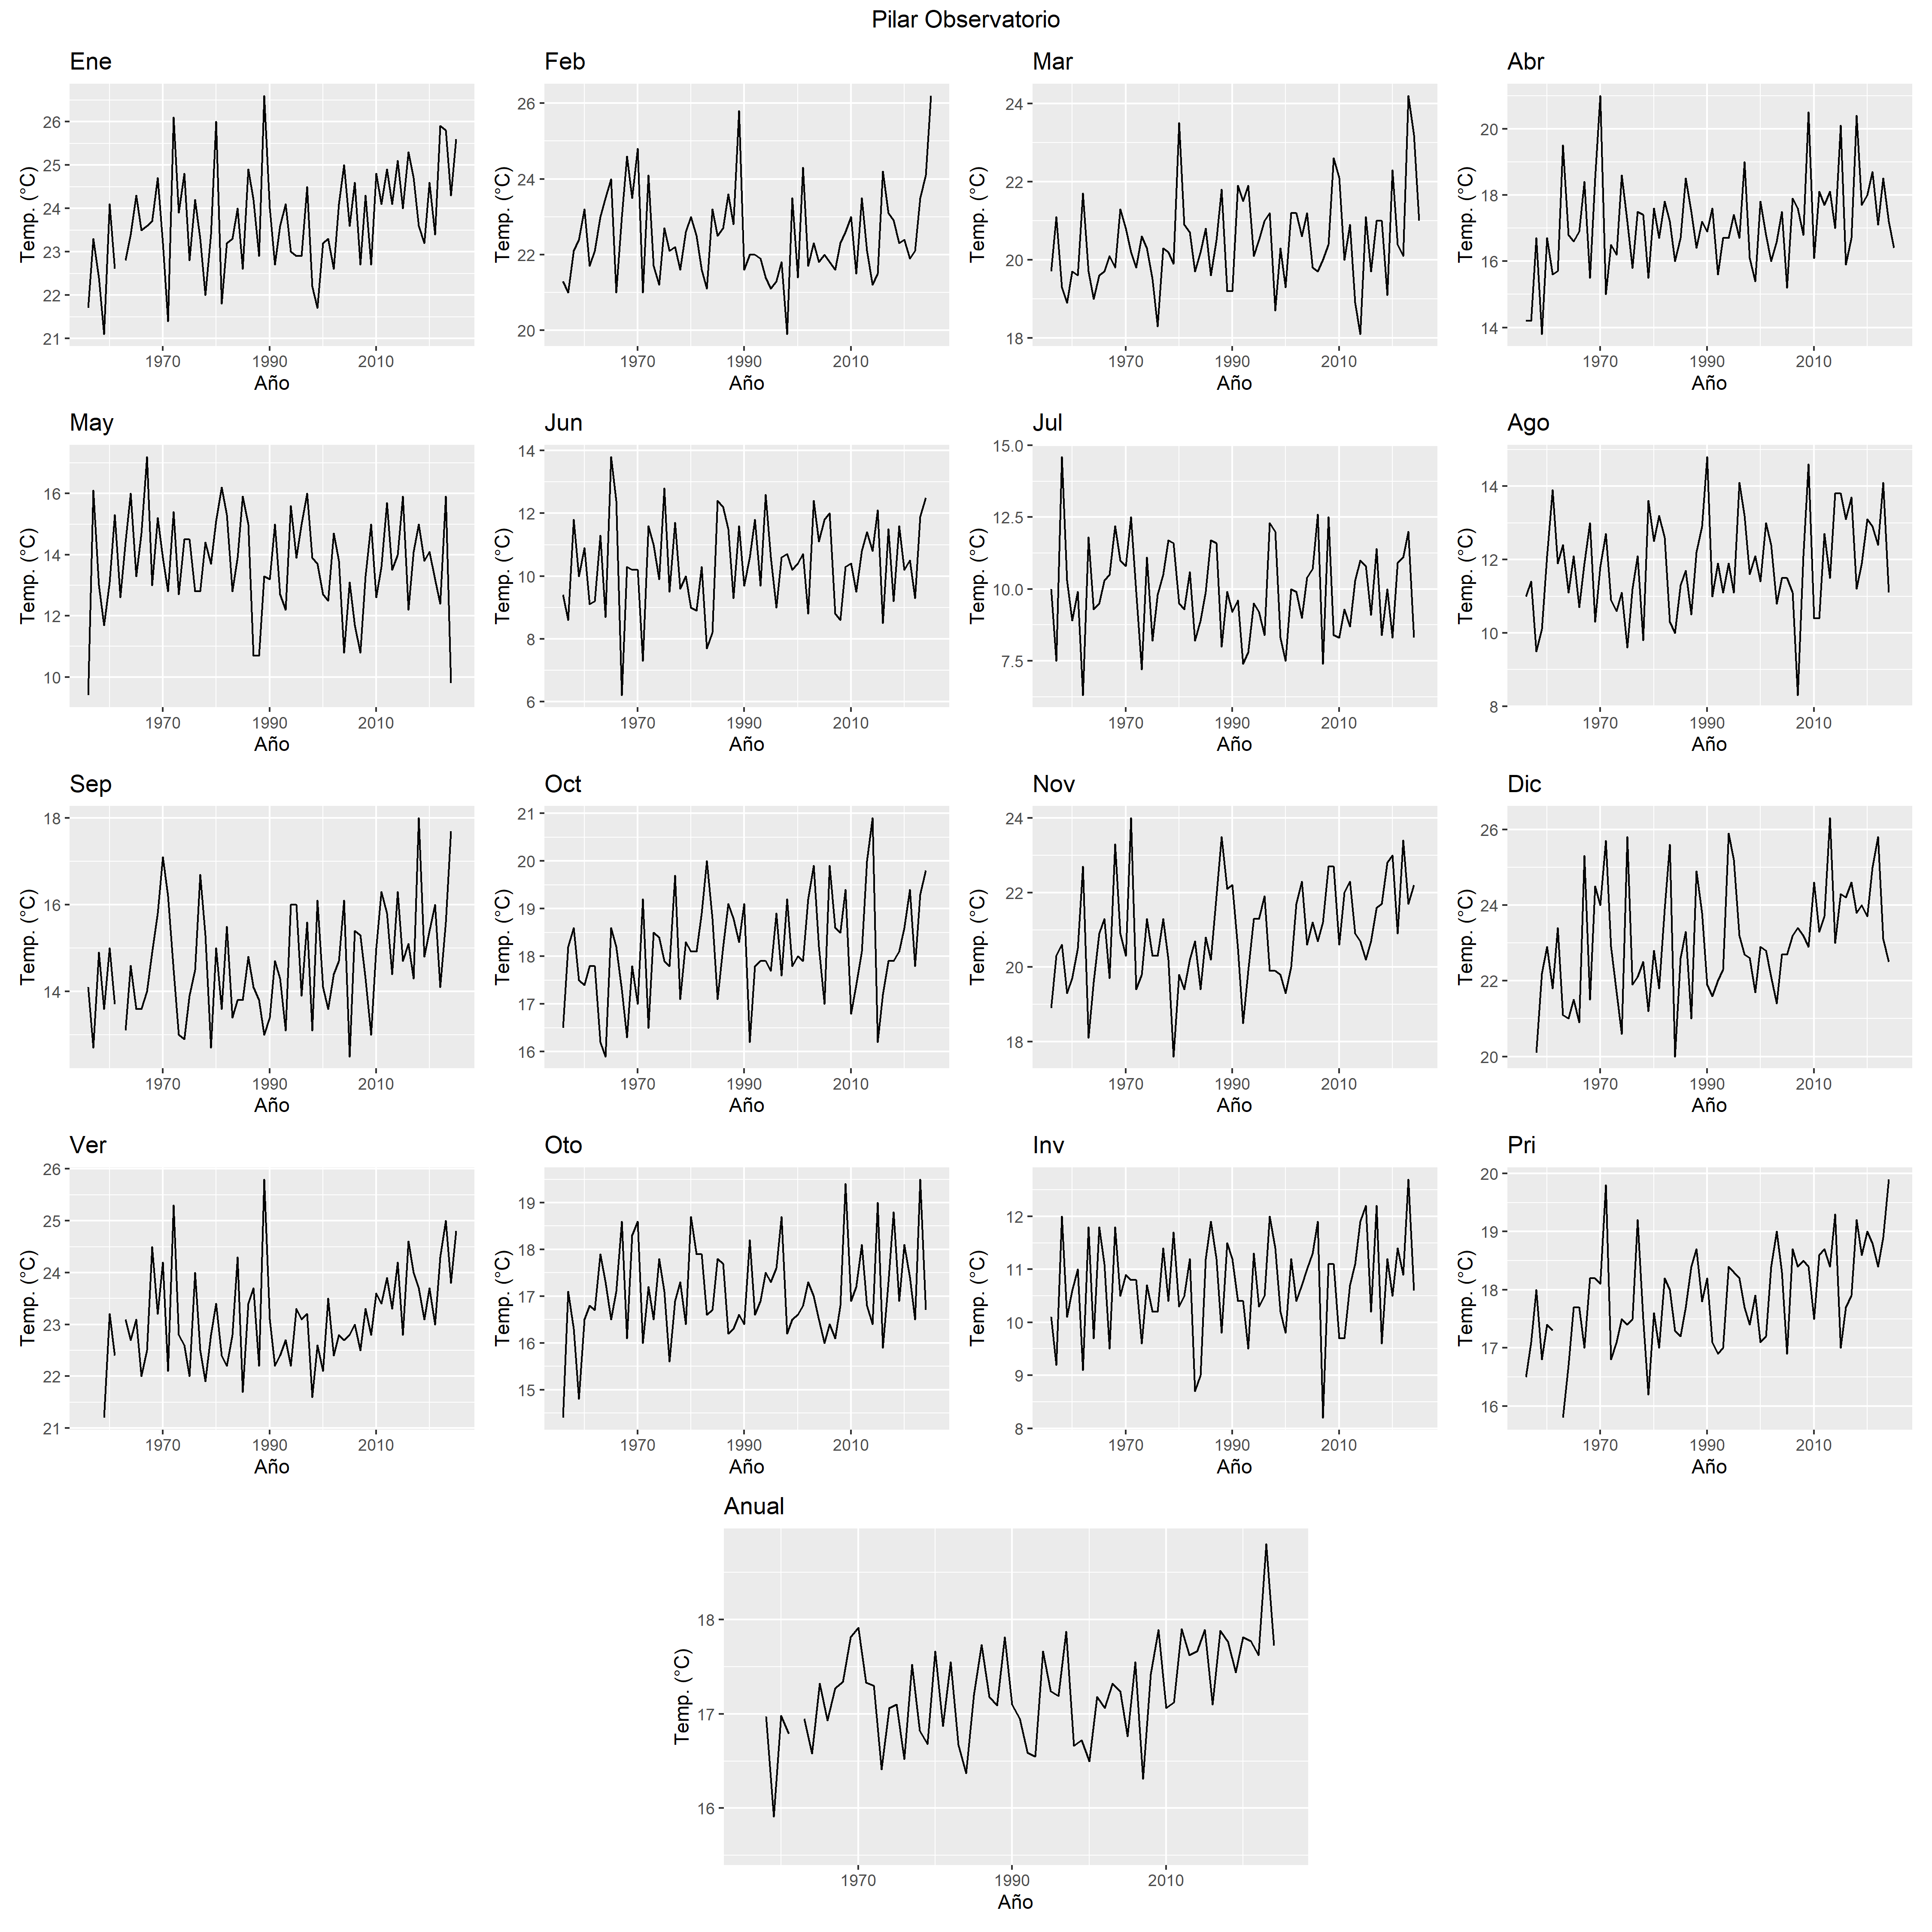 Pilar Observatorio
Ene Feb Mar Abr
Temp. (°C) 26 25 24 23 22 21
Temp. (°C) 26 24 22 20
Temp. (°C) 24 22 20 18
Temp. (°C) 20 18 16 14
1970 1990 2010 1970 1990 2010 1970 1990 2010 1970 1990 2010
Año Año Año Año
May Jun Jul Ago
Temp. (°C) 16 14 12 10
Temp. (°C) 14 12 10 8 6
Temp. (°C) 15.0 12.5 10.0 7.5
Temp. (°C) 14 12 10 8
1970 1990 2010 1970 1990 2010 1970 1990 2010 1970 1990 2010
Año Año Año Año
Sep Oct Nov Dic
Temp. (°C) 18 16 14
Temp. (°C) 21 20 19 18 17 16
Temp. (°C) 24 22 20 18
Temp. (°C) 26 24 22 20
1970 1990 2010 1970 1990 2010 1970 1990 2010 1970 1990 2010
Año Año Año Año
Ver Oto Inv Pri
Temp. (°C) 26 25 24 23 22 21
Temp. (°C) 19 18 17 16 15
Temp. (°C) 12 11 10 9 8
Temp. (°C) 20 19 18 17 16
1970 1990 2010 1970 1990 2010 1970 1990 2010 1970 1990 2010
Año Año Año Año
Anual
Temp. (°C) 18 17 16
1970 1990 2010
Año